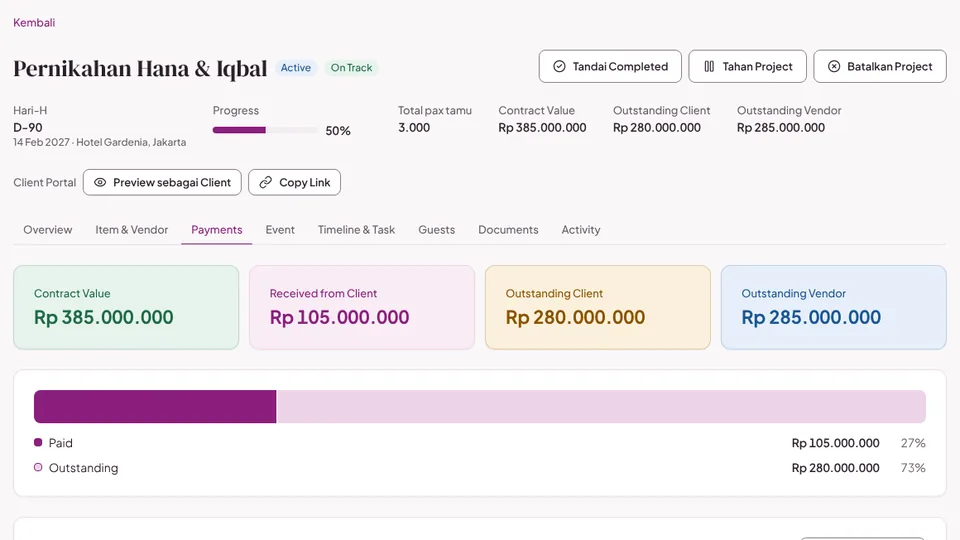 Kembali
Pernikahan Hana & Iqbal Active On Track Tandai Completed Tahan Project Batalkan Project
Hari-H Progress Total pax tamu Contract Value Outstanding Client Outstanding Vendor
D-90 50% 3.000 Rp 385.000.000 Rp 280.000.000 Rp 285.000.000
14 Feb 2027 · Hotel Gardenia, Jakarta
Client Portal Preview sebagai Client Copy Link
Overview Item & Vendor Payments Event Timeline & Task Guests Documents Activity
Contract Value Received from Client Outstanding Client Outstanding Vendor
Rp 385.000.000 Rp 105.000.000 Rp 280.000.000 Rp 285.000.000
Paid Rp 105.000.000 27%
Outstanding Rp 280.000.000 73%